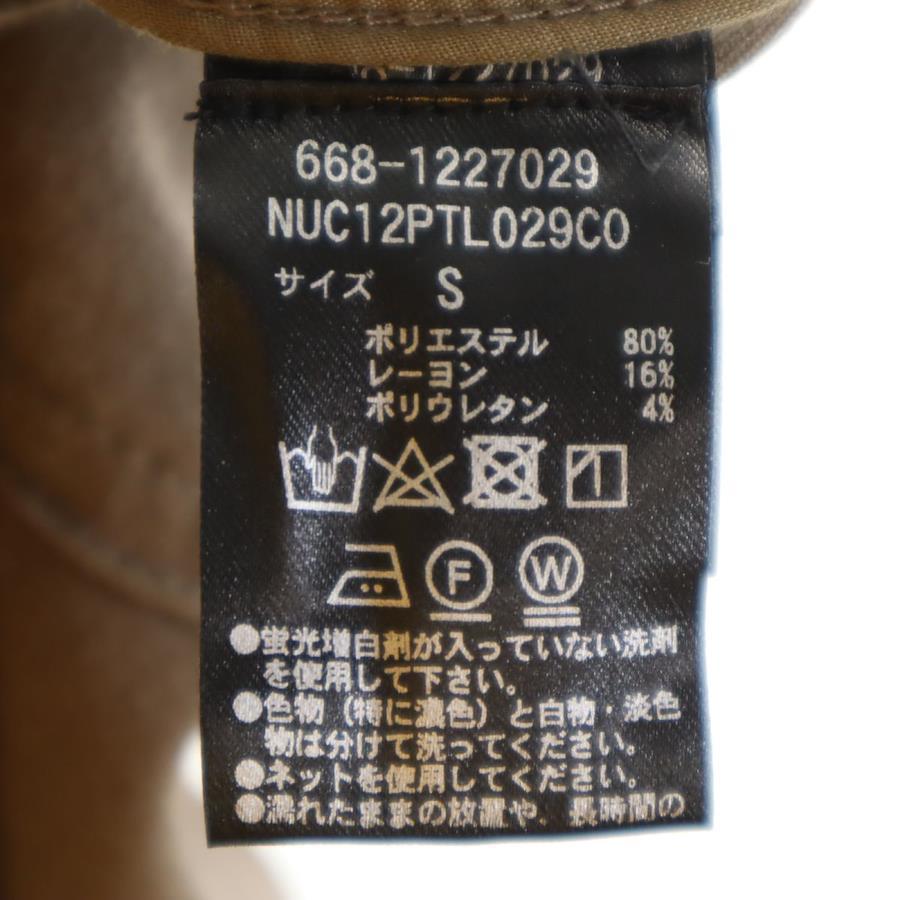 668-1227029
NUC12PTL029CO
サイズ S
ポリエステル 80%
レーヨン 16%
ポリウレタン 4%
F W
●蛍光増白剤が入っていない洗剤
を使用して下さい。
●色物（特に濃色）と白物・淡色
物は分けて洗ってください。
●ネットを使用してください。
●濡れたままの放置や、長時間の